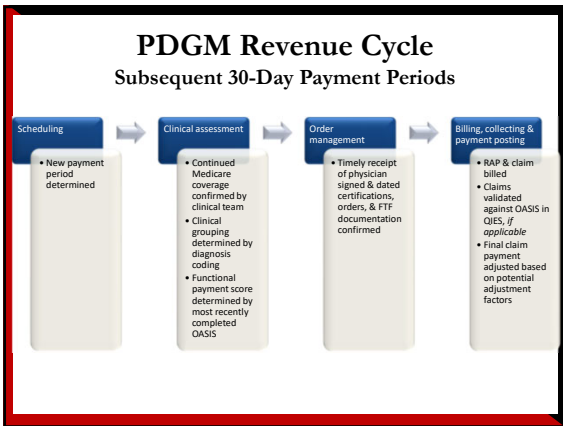 PDGM Revenue Cycle
Subsequent 30-Day Payment Periods
Scheduling
• New payment
period
determined
Clinical assessment
• Continued
Medicare
coverage
confirmed by
clinical team
• Clinical
grouping
determined by
diagnosis
coding
• Functional
payment score
determined by
most recently
completed
OASIS
Order
management
• Timely receipt
of physician
signed & dated
certifications,
orders, & FTF
documentation
confirmed
Billing, collecting &
payment posting
• RAP & claim
billed
• Claims
validated
against OASIS in
QIES, if
applicable
• Final claim
payment
adjusted based
on potential
adjustment
factors